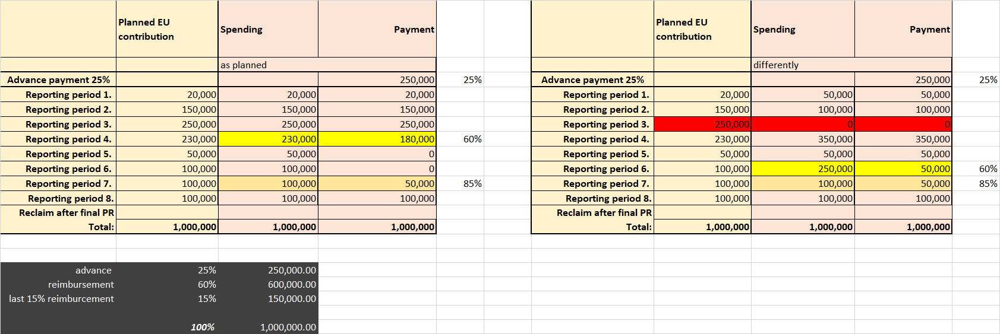 Planned EU contribution Spending Payment Planned EU contribution Spending Payment
as planned differently
Advance payment 25% 250,000 25% Advance payment 25% 250,000 25%
Reporting period 1. 20,000 20,000 20,000 Reporting period 1. 20,000 50,000 50,000
Reporting period 2. 150,000 150,000 150,000 Reporting period 2. 150,000 100,000 100,000
Reporting period 3. 250,000 250,000 250,000 Reporting period 3. 250,000 0 0
Reporting period 4. 230,000 230,000 180,000 60% Reporting period 4. 230,000 350,000 350,000
Reporting period 5. 50,000 50,000 0 Reporting period 5. 50,000 50,000 50,000
Reporting period 6. 100,000 100,000 0 Reporting period 6. 100,000 250,000 50,000 60%
Reporting period 7. 100,000 100,000 50,000 85% Reporting period 7. 100,000 100,000 50,000 85%
Reporting period 8. 100,000 100,000 100,000 Reporting period 8. 100,000 100,000 100,000
Reclaim after final PR Reclaim after final PR
Total: 1,000,000 1,000,000 1,000,000 Total: 1,000,000 1,000,000 1,000,000
advance 25% 250,000.00
reimbursement 60% 600,000.00
last 15% reimburcement 15% 150,000.00
100% 1,000,000.00